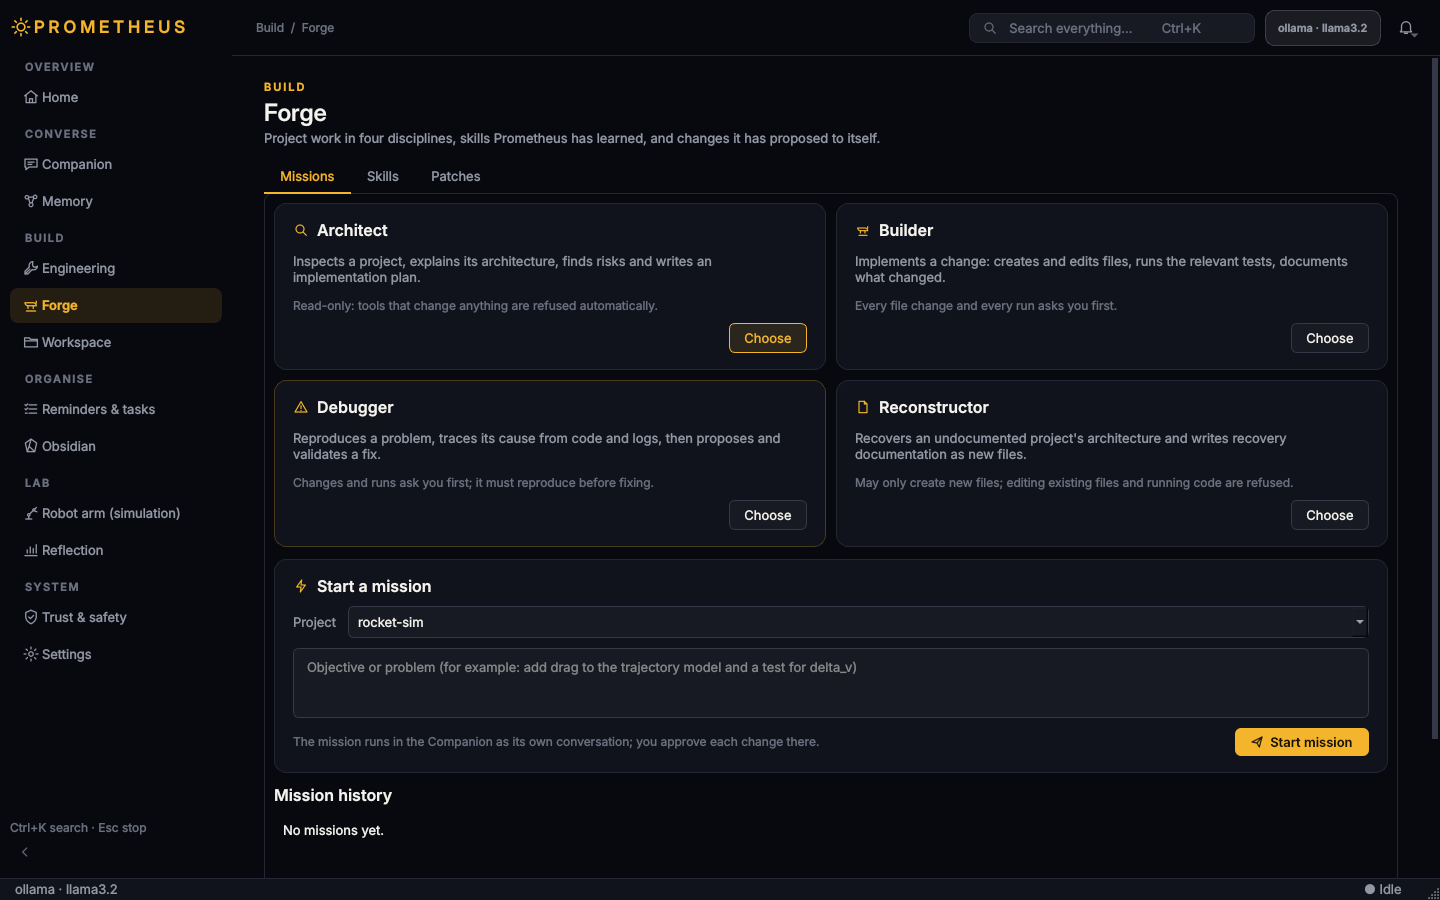 PROMETHEUS
Build / Forge
Search everything... Ctrl+K
ollama · llama3.2
OVERVIEW
Home
CONVERSE
Companion
Memory
BUILD
Engineering
Forge
Workspace
ORGANISE
Reminders & tasks
Obsidian
LAB
Robot arm (simulation)
Reflection
SYSTEM
Trust & safety
Settings
Ctrl+K search · Esc stop
BUILD
Forge
Project work in four disciplines, skills Prometheus has learned, and changes it has proposed to itself.
Missions Skills Patches
Architect
Inspects a project, explains its architecture, finds risks and writes an
implementation plan.
Read-only: tools that change anything are refused automatically.
Choose
Builder
Implements a change: creates and edits files, runs the relevant tests, documents
what changed.
Every file change and every run asks you first.
Choose
Debugger
Reproduces a problem, traces its cause from code and logs, then proposes and
validates a fix.
Changes and runs ask you first; it must reproduce before fixing.
Choose
Reconstructor
Recovers an undocumented project's architecture and writes recovery
documentation as new files.
May only create new files; editing existing files and running code are refused.
Choose
Start a mission
Project rocket-sim
Objective or problem (for example: add drag to the trajectory model and a test for delta_v)
The mission runs in the Companion as its own conversation; you approve each change there.
Start mission
Mission history
No missions yet.
ollama · llama3.2
Idle